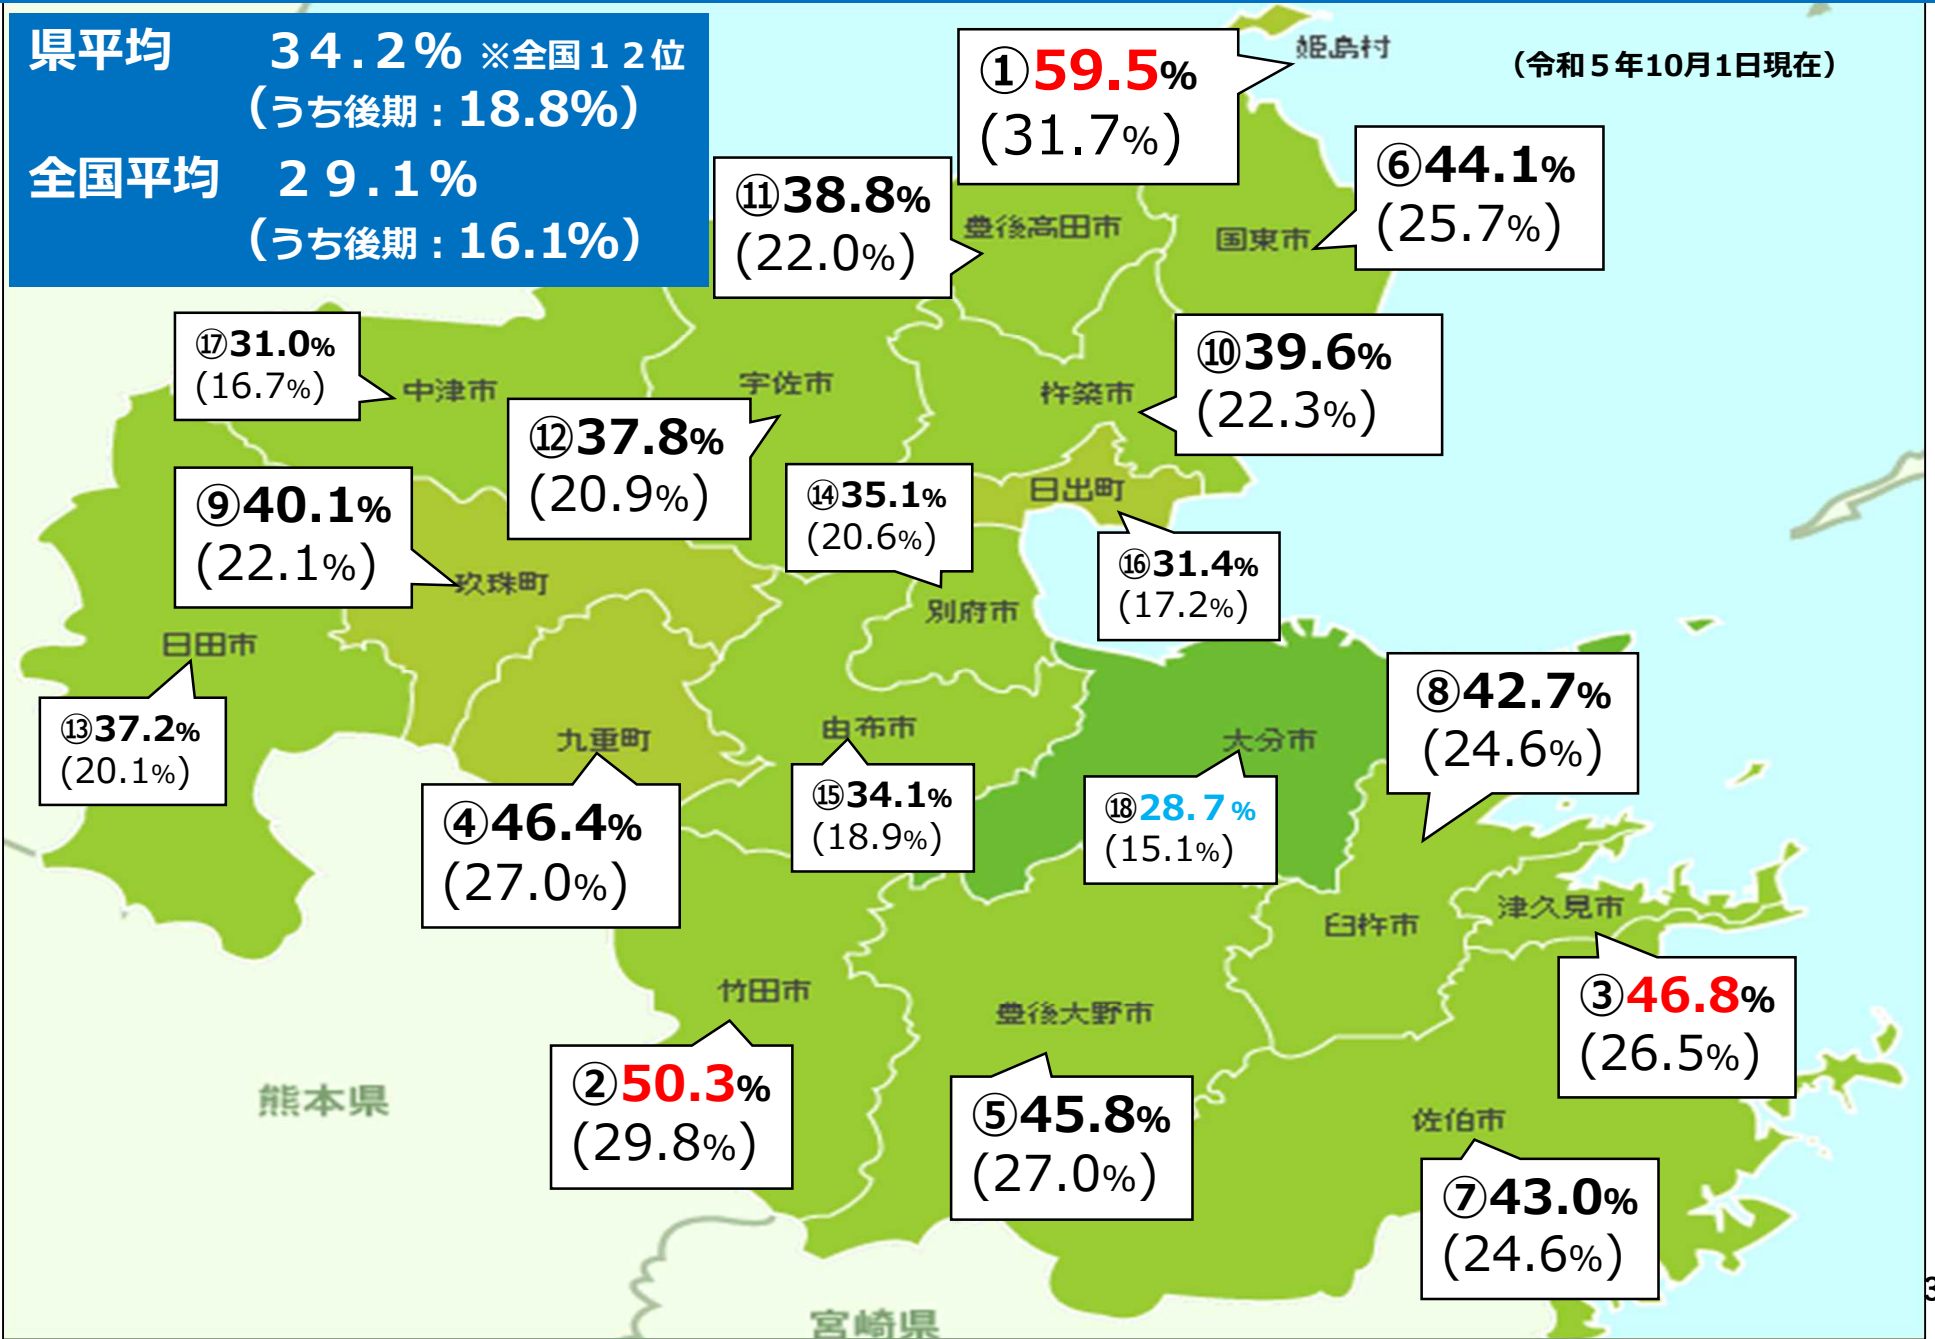 県平均　　３４.２% ※全国１２位
（うち後期：18.8%）
全国平均　２９.１%
（うち後期：16.1%）
（令和５年10月1日現在）
姫島村
①59.5%
(31.7%)
⑥44.1%
(25.7%)
国東市
⑪38.8%
(22.0%)
豊後高田市
⑰31.0%
(16.7%)
中津市
宇佐市
⑫37.8%
(20.9%)
杵築市
⑩39.6%
(22.3%)
⑨40.1%
(22.1%)
玖珠町
⑭35.1%
(20.6%)
別府市
日出町
⑯31.4%
(17.2%)
日田市
⑬37.2%
(20.1%)
九重町
④46.4%
(27.0%)
由布市
⑮34.1%
(18.9%)
大分市
⑱28.7%
(15.1%)
⑧42.7%
(24.6%)
臼杵市
津久見市
③46.8%
(26.5%)
竹田市
②50.3%
(29.8%)
豊後大野市
⑤45.8%
(27.0%)
佐伯市
⑦43.0%
(24.6%)
熊本県
宮崎県
3